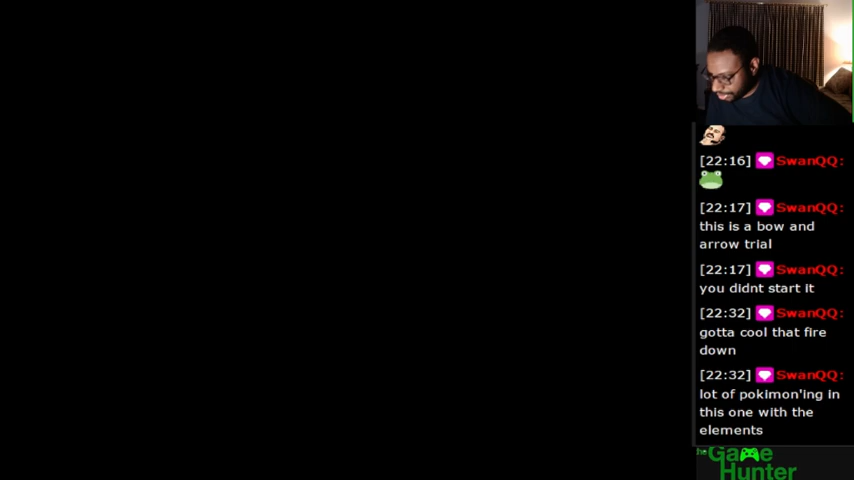 [22:16] SwanQQ:
[22:17] SwanQQ:
this is a bow and
arrow trial
[22:17] SwanQQ:
you didnt start it
[22:32] SwanQQ:
gotta cool that fire
down
[22:32] SwanQQ:
lot of pokimon'ing in
this one with the
elements
the Game
Hunter